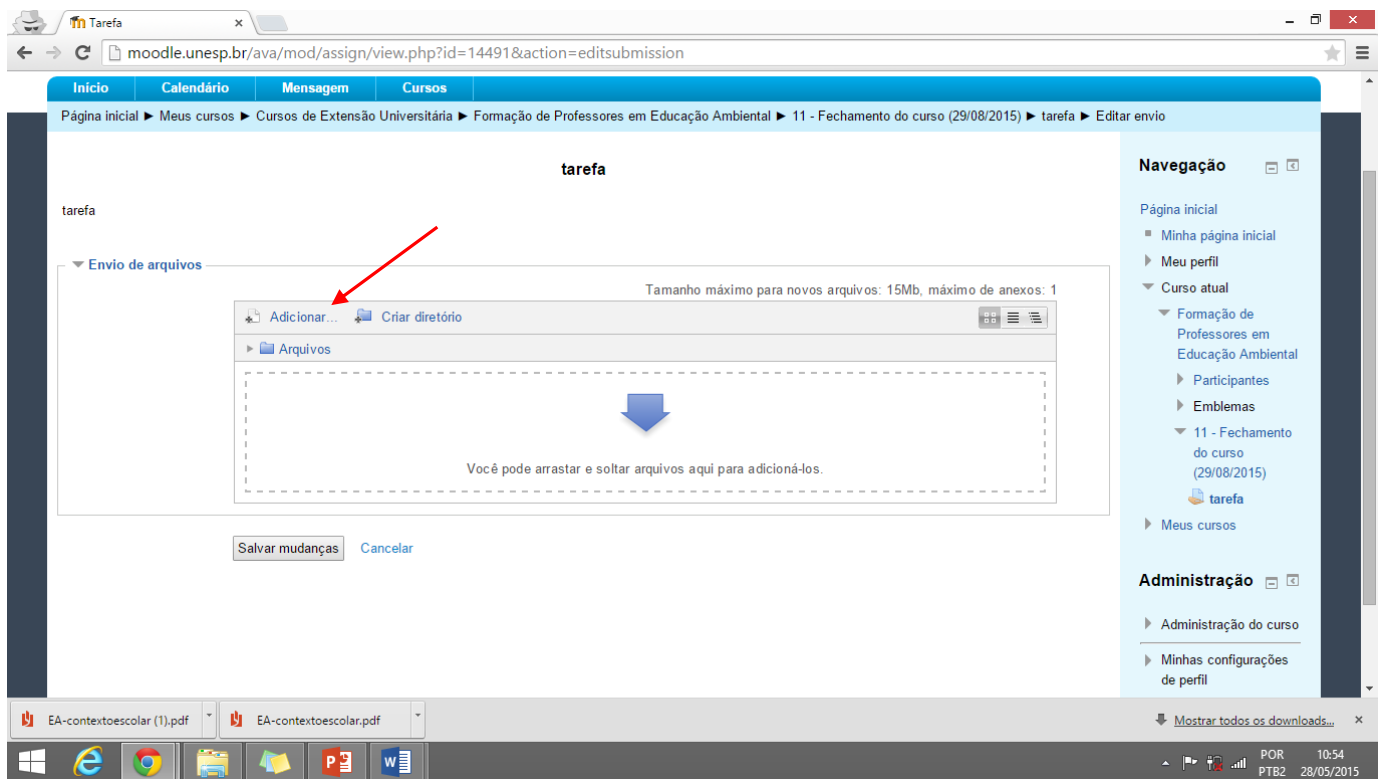 Tarefa
moodle.unesp.br/ava/mod/assign/view.php?id=14491&action=editsubmission
Início Calendário Mensagem Cursos
Página inicial ► Meus cursos ► Cursos de Extensão Universitária ► Formação de Professores em Educação Ambiental ► 11 - Fechamento do curso (29/08/2015) ► tarefa ► Editar envio
tarefa
tarefa
Envio de arquivos
Tamanho máximo para novos arquivos: 15Mb, máximo de anexos: 1
Adicionar... Criar diretório
Arquivos
Você pode arrastar e soltar arquivos aqui para adicioná-los.
Salvar mudanças Cancelar
Navegação
Página inicial
Minha página inicial
Meu perfil
Curso atual
Formação de
Professores em
Educação Ambiental
Participantes
Emblemas
11 - Fechamento
do curso
(29/08/2015)
tarefa
Meus cursos
Administração
Administração do curso
Minhas configurações
de perfil
EA-contextoescolar (1).pdf EA-contextoescolar.pdf Mostrar todos os downloads...
POR 10:54
PTB2 28/05/2015